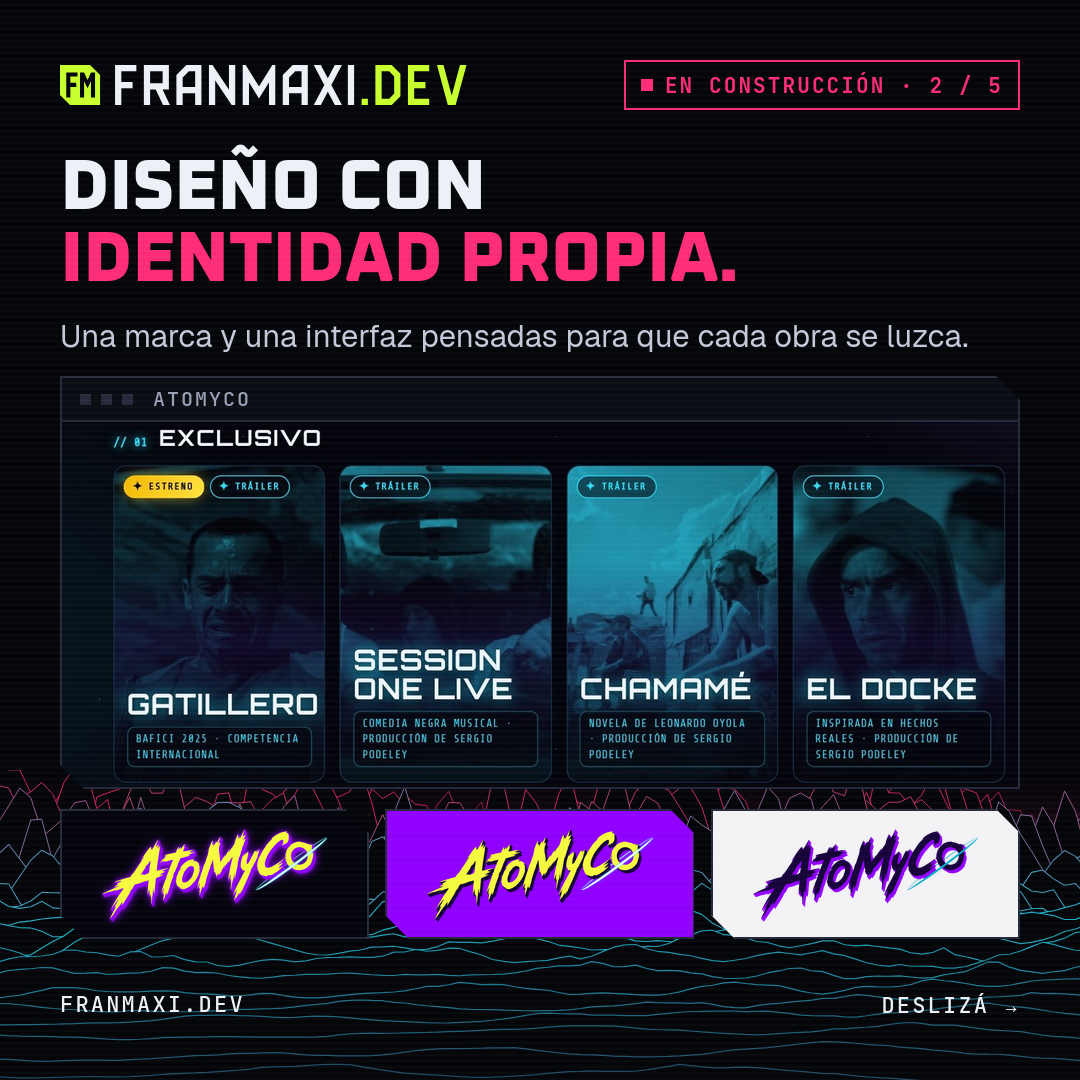 FM FRANMAXI.DEV
EN CONSTRUCCIÓN · 2 / 5
DISEÑO CON
IDENTIDAD PROPIA.
Una marca y una interfaz pensadas para que cada obra se luzca.
ATOMYCO
// 01 EXCLUSIVO
✦ ESTRENO ✦ TRÁILER
GATILLERO
BAFICI 2025 · COMPETENCIA
INTERNACIONAL
✦ TRÁILER
SESSION
ONE LIVE
COMEDIA NEGRA MUSICAL ·
PRODUCCIÓN DE SERGIO
PODELEY
✦ TRÁILER
CHAMAMÉ
NOVELA DE LEONARDO OYOLA
· PRODUCCIÓN DE SERGIO
PODELEY
✦ TRÁILER
EL DOCKE
INSPIRADA EN HECHOS
REALES · PRODUCCIÓN DE
SERGIO PODELEY
AToMyCo
AToMyCo
AToMyCo
FRANMAXI.DEV
DESLIZÁ →